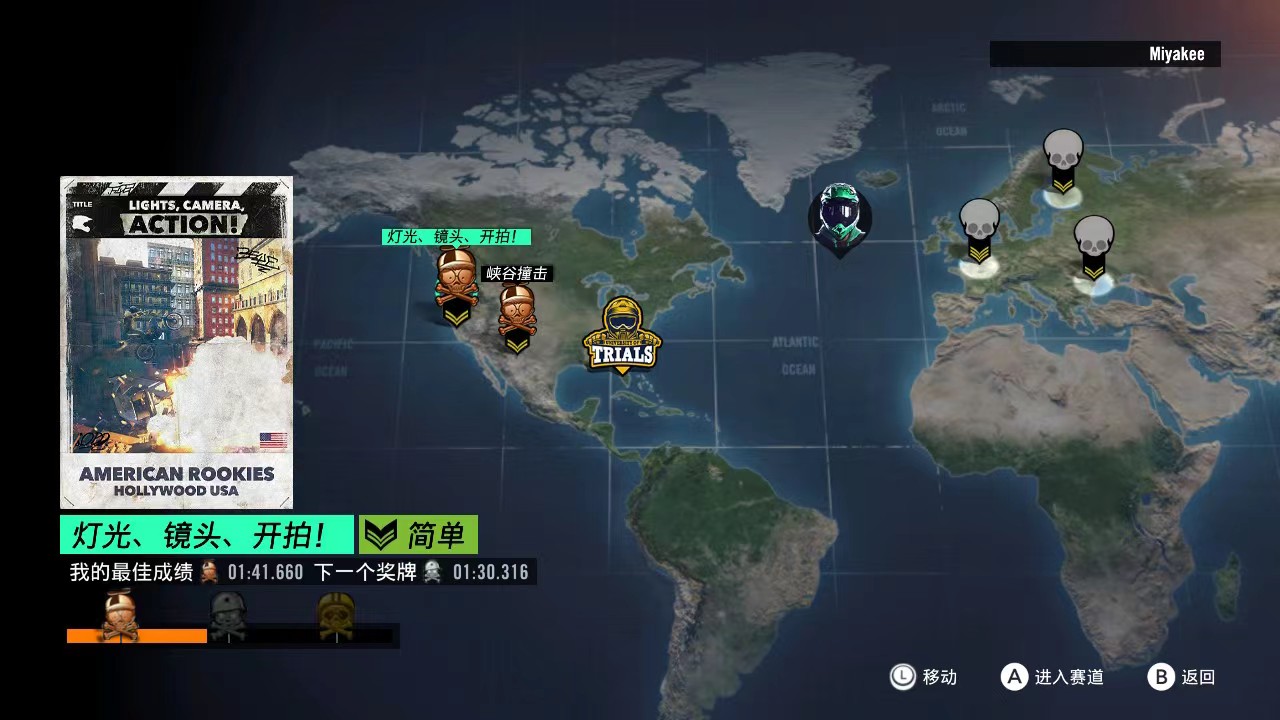 Miyakee
ARCTIC
OCEAN
TITLE
LIGHTS, CAMERA,
ACTION!
灯光、镜头、开拍！
峡谷撞击
PACIFIC
OCEAN
UNIVERSITY OF
TRIALS
ATLANTIC
OCEAN
AMERICAN ROOKIES
HOLLYWOOD USA
灯光、镜头、开拍！ 简单
我的最佳成绩 01:41.660 下一个奖牌 01:30.316
L 移动 A 进入赛道 B 返回